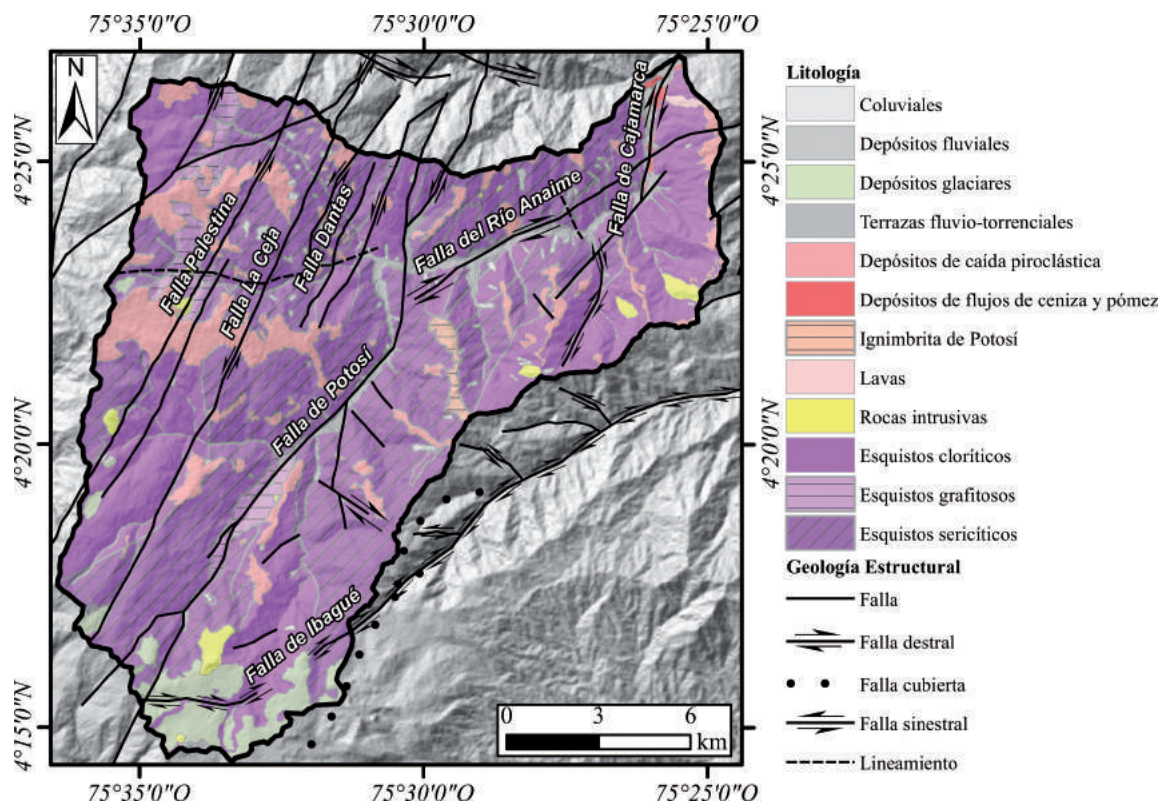 75°35'0"O
75°30'0"O
75°25'0"O
N
4°25'0"N
4°20'0"N
4°15'0"N
Falla Palestina
Falla La Ceja
Falla Dantas
Falla del Río Anaime
Falla de Cajamarca
Falla de Potosí
Falla de Ibagué
4°25'0"N
4°20'0"N
4°15'0"N
0 3 6
km
75°35'0"O
75°30'0"O
75°25'0"O
Litología
Coluviales
Depósitos fluviales
Depósitos glaciares
Terrazas fluvio-torrenciales
Depósitos de caída piroclástica
Depósitos de flujos de ceniza y pómez
Ignimbrita de Potosí
Lavas
Rocas intrusivas
Esquistos cloríticos
Esquistos grafitosos
Esquistos sericíticos
Geología Estructural
Falla
Falla destral
Falla cubierta
Falla sinestral
Lineamiento